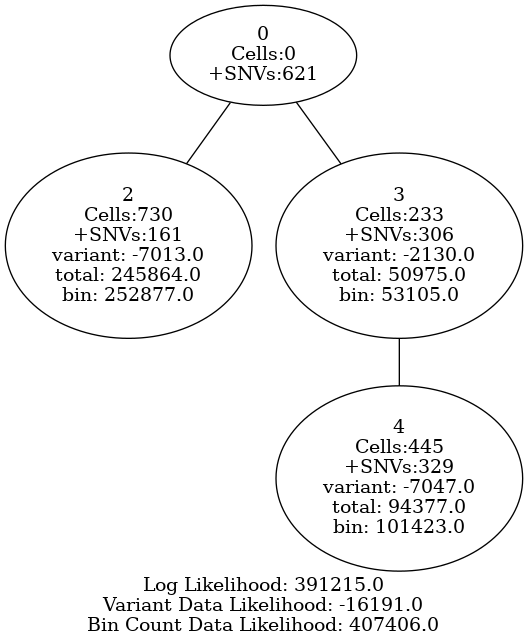 0
Cells:0
+SNVs:621
2
Cells:730
+SNVs:161
variant: -7013.0
total: 245864.0
bin: 252877.0
3
Cells:233
+SNVs:306
variant: -2130.0
total: 50975.0
bin: 53105.0
4
Cells:445
+SNVs:329
variant: -7047.0
total: 94377.0
bin: 101423.0
Log Likelihood: 391215.0
Variant Data Likelihood: -16191.0
Bin Count Data Likelihood: 407406.0